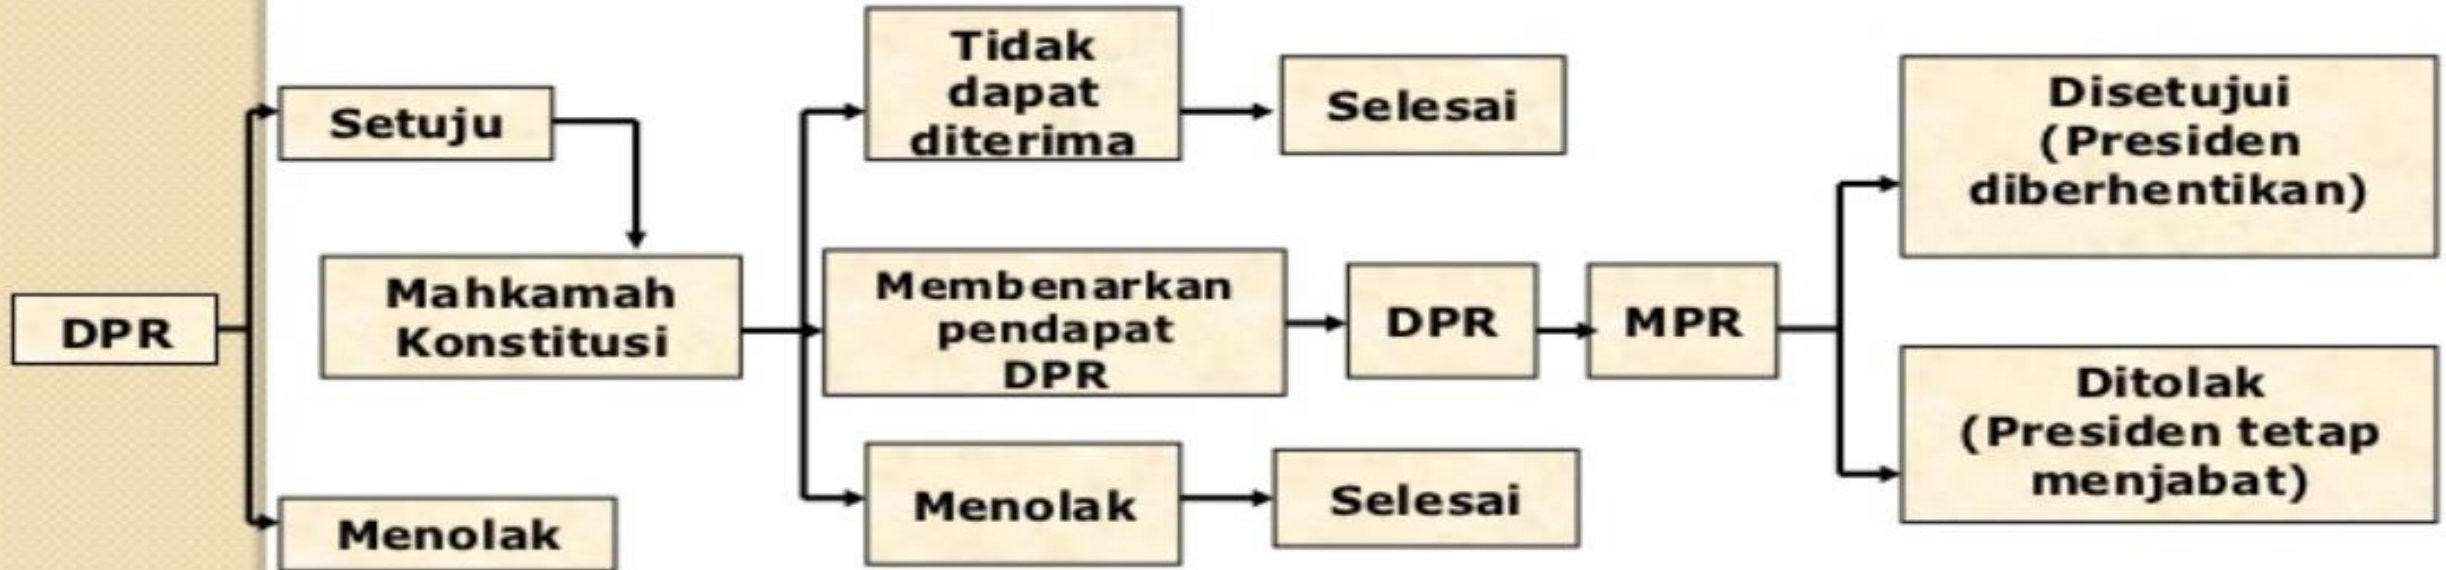 DPR
Setuju
Menolak
Mahkamah
Konstitusi
Tidak
dapat
diterima
Selesai
Membenarkan
pendapat
DPR
DPR
MPR
Menolak
Selesai
Disetujui
(Presiden
diberhentikan)
Ditolak
(Presiden tetap
menjabat)